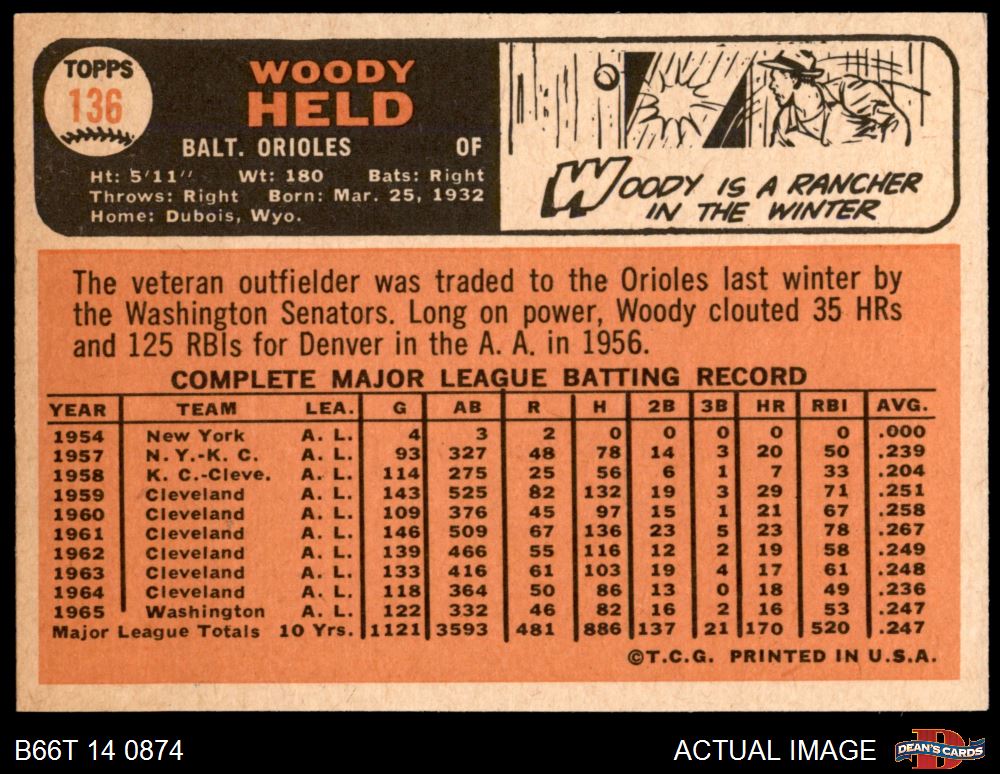 TOPPS
136
WOODY
HELD
BALT. ORIOLES OF
Ht: 5'11" Wt: 180 Bats: Right
Throws: Right Born: Mar. 25, 1932
Home: Dubois, Wyo.
WOODY IS A RANCHER
IN THE WINTER
The veteran outfielder was traded to the Orioles last winter by
the Washington Senators. Long on power, Woody clouted 35 HRs
and 125 RBIs for Denver in the A. A. in 1956.
COMPLETE MAJOR LEAGUE BATTING RECORD
YEAR TEAM LEA. G AB R H 2B 3B HR RBI AVG.
1954 New York A. L. 4 3 2 0 0 0 0 0 .000
1957 N. Y.-K. C. A. L. 93 327 48 78 14 3 20 50 .239
1958 K. C.-Cleve. A. L. 114 275 25 56 6 1 7 33 .204
1959 Cleveland A. L. 143 525 82 132 19 3 29 71 .251
1960 Cleveland A. L. 109 376 45 97 15 1 21 67 .258
1961 Cleveland A. L. 146 509 67 136 23 5 23 78 .267
1962 Cleveland A. L. 139 466 55 116 12 2 19 58 .249
1963 Cleveland A. L. 133 416 61 103 19 4 17 61 .248
1964 Cleveland A. L. 118 364 50 86 13 0 18 49 .236
1965 Washington A. L. 122 332 46 82 16 2 16 53 .247
Major League Totals 10 Yrs. 1121 3593 481 886 137 21 170 520 .247
©T.C.G. PRINTED IN U.S.A.
B66T 14 0874 ACTUAL IMAGE DEAN'S CARDS